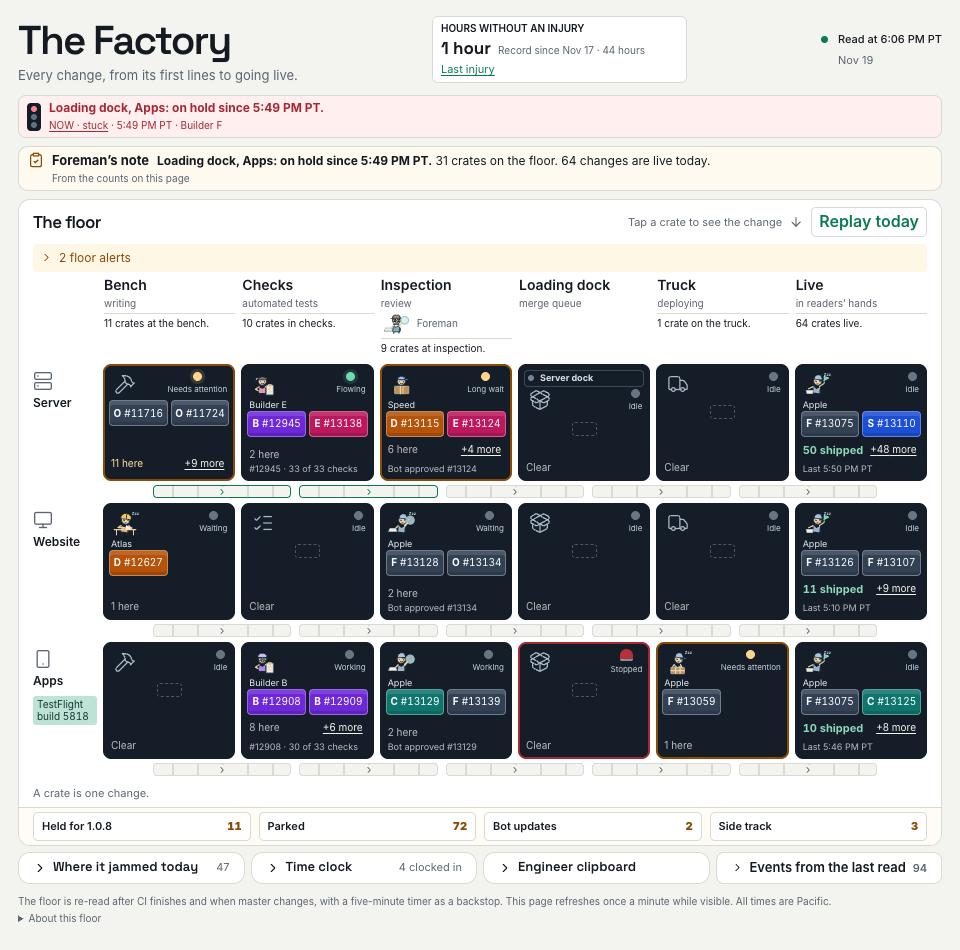 The Factory
Every change, from its first lines to going live.
HOURS WITHOUT AN INJURY
1 hour Record since Nov 17 · 44 hours
Last injury
Read at 6:06 PM PT
Nov 19
Loading dock, Apps: on hold since 5:49 PM PT.
NOW · stuck · 5:49 PM PT · Builder F
Foreman's note Loading dock, Apps: on hold since 5:49 PM PT. 31 crates on the floor. 64 changes are live today.
From the counts on this page
The floor
Tap a crate to see the change ↓
Replay today
2 floor alerts
Bench
writing
11 crates at the bench.
Checks
automated tests
10 crates in checks.
Inspection
review
Foreman
9 crates at inspection.
Loading dock
merge queue
Truck
deploying
1 crate on the truck.
Live
in readers' hands
64 crates live.
Server
Needs attention
O #11716 O #11724
11 here +9 more
Flowing
Builder E
B #12945 E #13138
2 here
#12945 · 33 of 33 checks
Long wait
Speed
D #13115 E #13124
6 here +4 more
Bot approved #13124
Server dock
Idle
Clear
Idle
Clear
Idle
Apple
F #13075 S #13110
50 shipped +48 more
Last 5:50 PM PT
Website
Waiting
Atlas
D #12627
1 here
Idle
Clear
Waiting
Apple
F #13128 O #13134
2 here
Bot approved #13134
Idle
Clear
Idle
Clear
Idle
Apple
F #13126 F #13107
11 shipped +9 more
Last 5:10 PM PT
Apps
TestFlight
build 5818
Idle
Clear
Working
Builder B
B #12908 B #12909
8 here +6 more
#12908 · 30 of 33 checks
Working
Apple
C #13129 F #13139
2 here
Bot approved #13129
Stopped
Clear
Needs attention
Apple
F #13059
1 here
Idle
Apple
F #13075 C #13125
10 shipped +8 more
Last 5:46 PM PT
A crate is one change.
Held for 1.0.8 11
Parked 72
Bot updates 2
Side track 3
Where it jammed today 47
Time clock 4 clocked in
Engineer clipboard
Events from the last read 94
The floor is re-read after CI finishes and when master changes, with a five-minute timer as a backstop. This page refreshes once a minute while visible. All times are Pacific.
About this floor